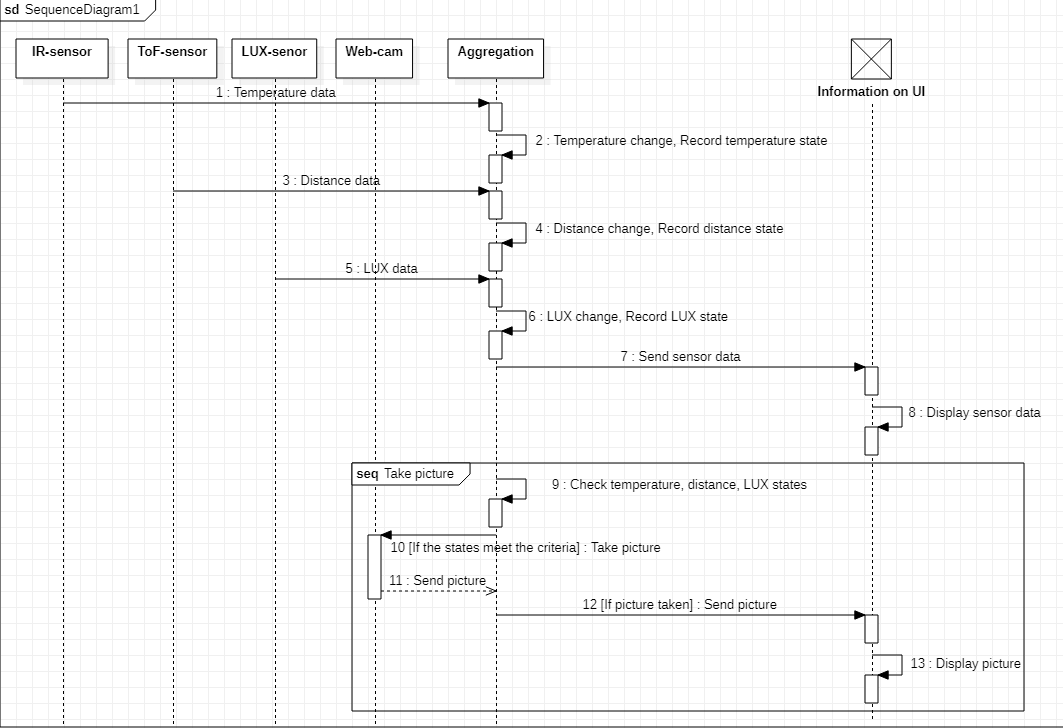 sd SequenceDiagram1
IR-sensor
ToF-sensor
LUX-senor
Web-cam
Aggregation
Information on UI
1 : Temperature data
2 : Temperature change, Record temperature state
3 : Distance data
4 : Distance change, Record distance state
5 : LUX data
6 : LUX change, Record LUX state
7 : Send sensor data
8 : Display sensor data
seq Take picture
9 : Check temperature, distance, LUX states
10 [If the states meet the criteria] : Take picture
11 : Send picture
12 [If picture taken] : Send picture
13 : Display picture